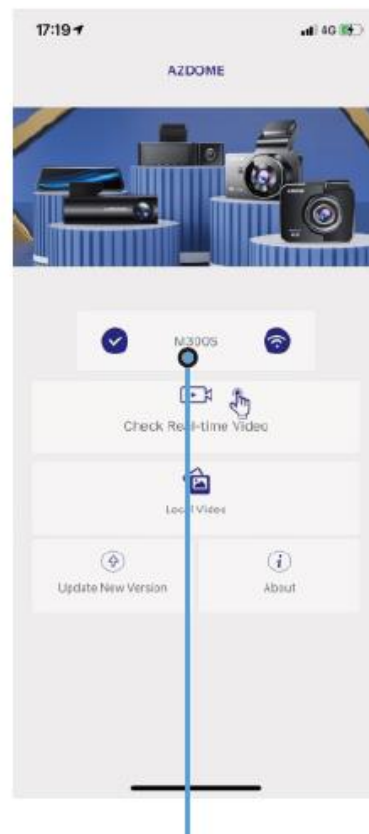 17:19
4G
AZDOME
M300S
Check Real-time Video
Local Video
Update New Version
About